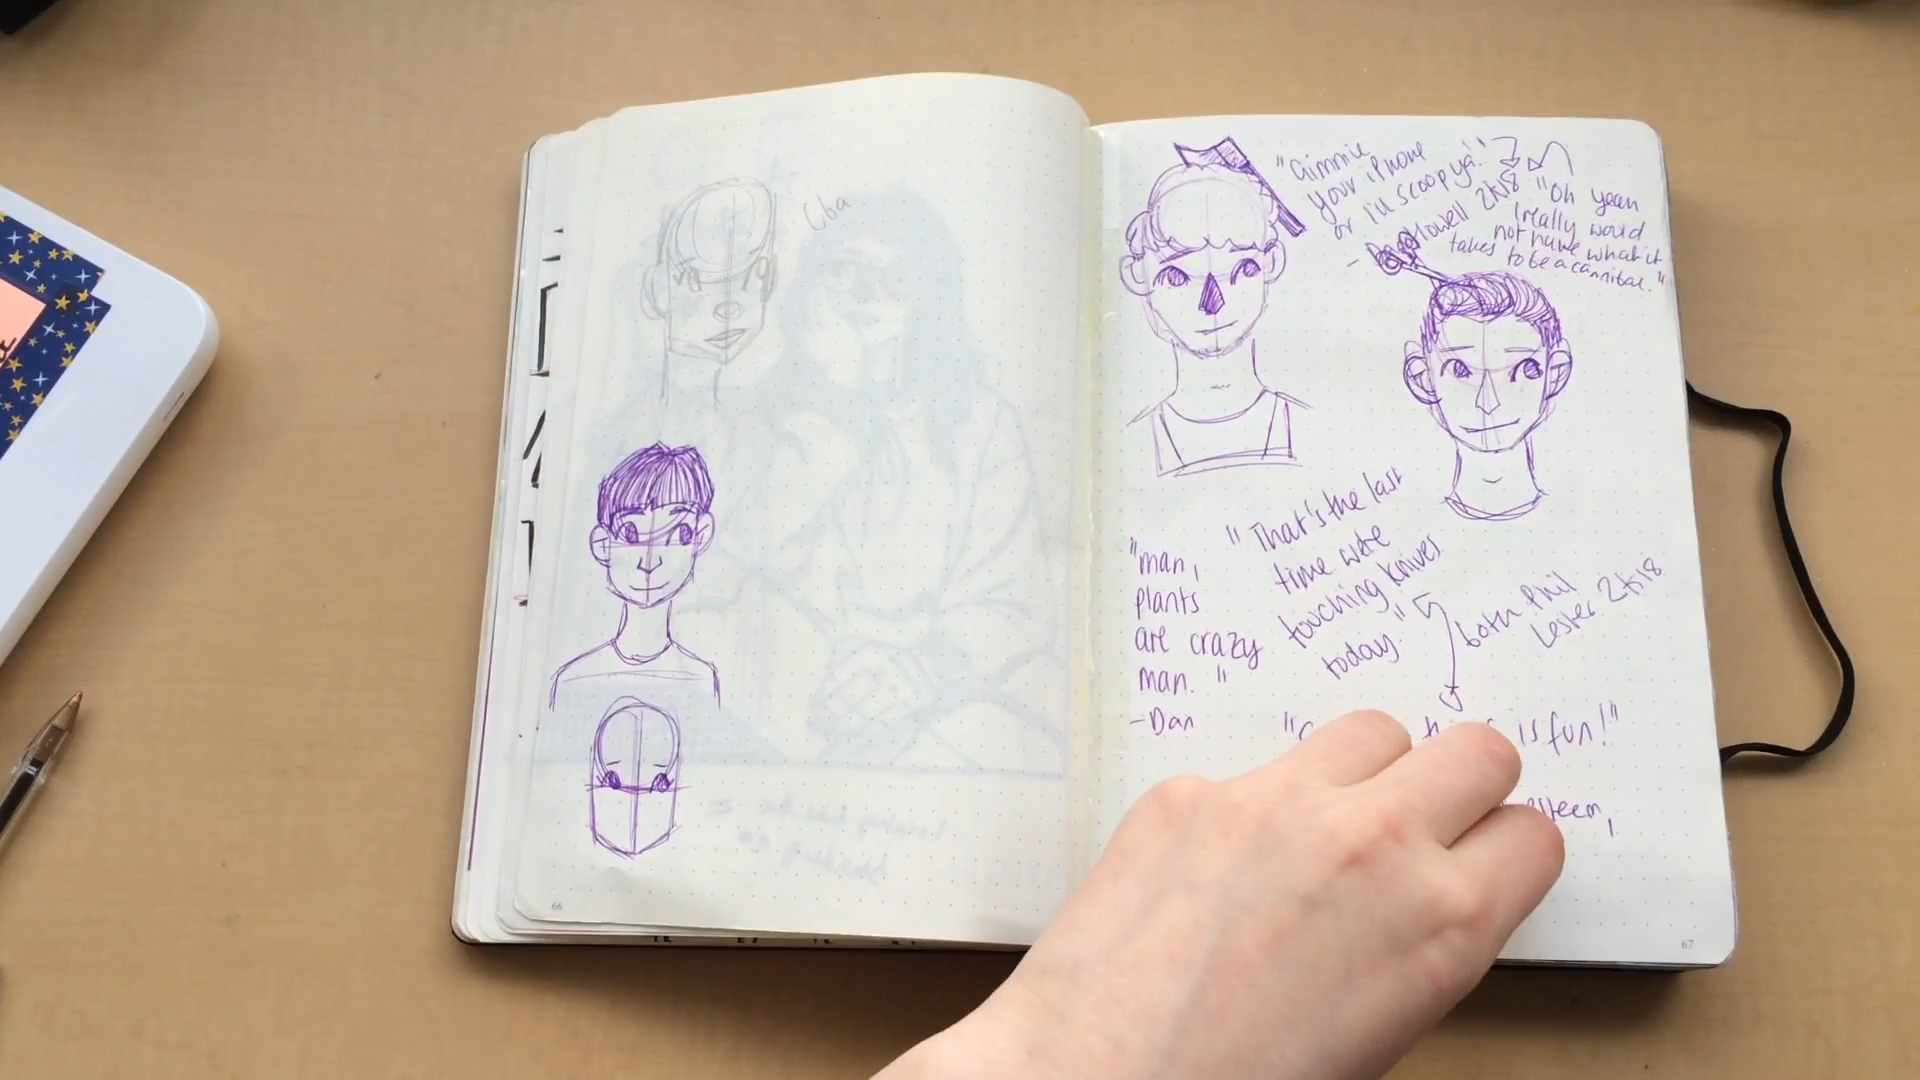 Cba
66
"Gimmie
your iPhone
or I'll scoop ya!"
- Howell 2k18
"Oh yeah
I really would
not have what it
takes to be a cannibal."
"That's the last
time we're
touching knives
today"
both Phil
Lester 2k18
"man,
plants
are crazy
man."
-Dan
is fun!"
esteem,
67